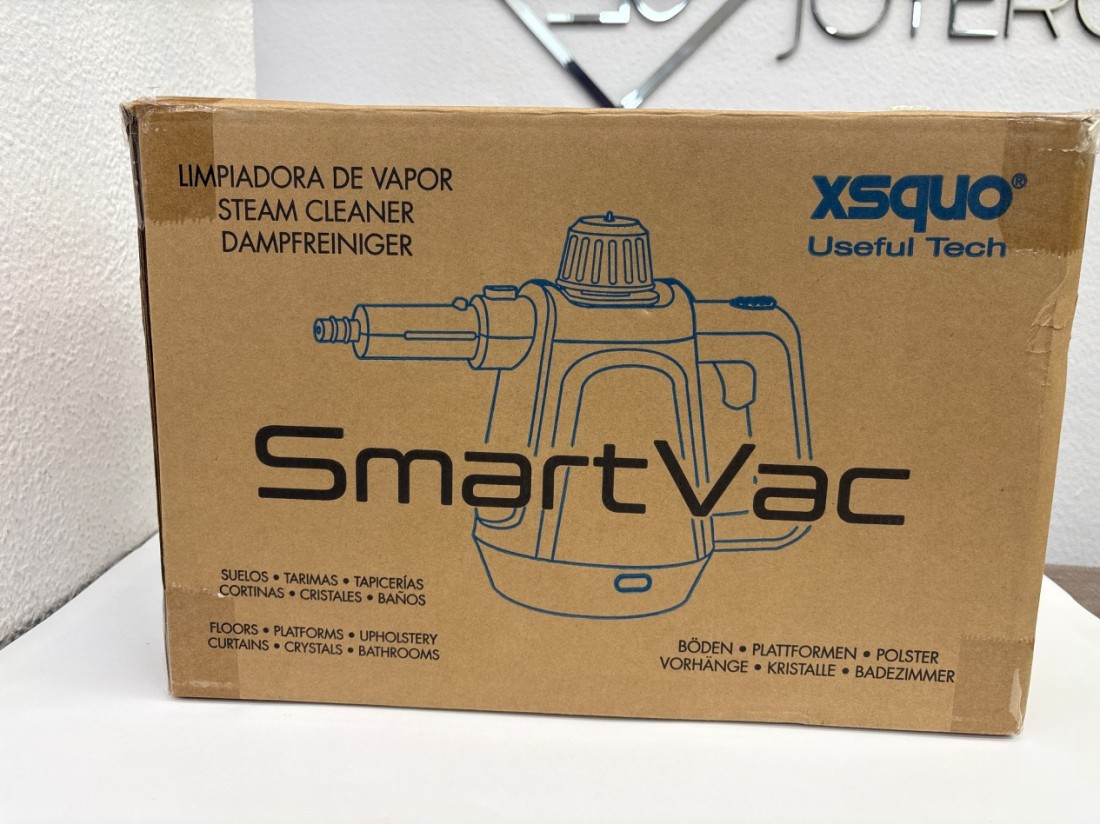 LIMPIADORA DE VAPOR
STEAM CLEANER
DAMPFREINIGER
xsquo®
Useful Tech
SmartVac
SUELOS • TARIMAS • TAPICERÍAS
CORTINAS • CRISTALES • BAÑOS
FLOORS • PLATFORMS • UPHOLSTERY
CURTAINS • CRYSTALS • BATHROOMS
BÖDEN • PLATTFORMEN • POLSTER
VORHÄNGE • KRISTALLE • BADEZIMMER